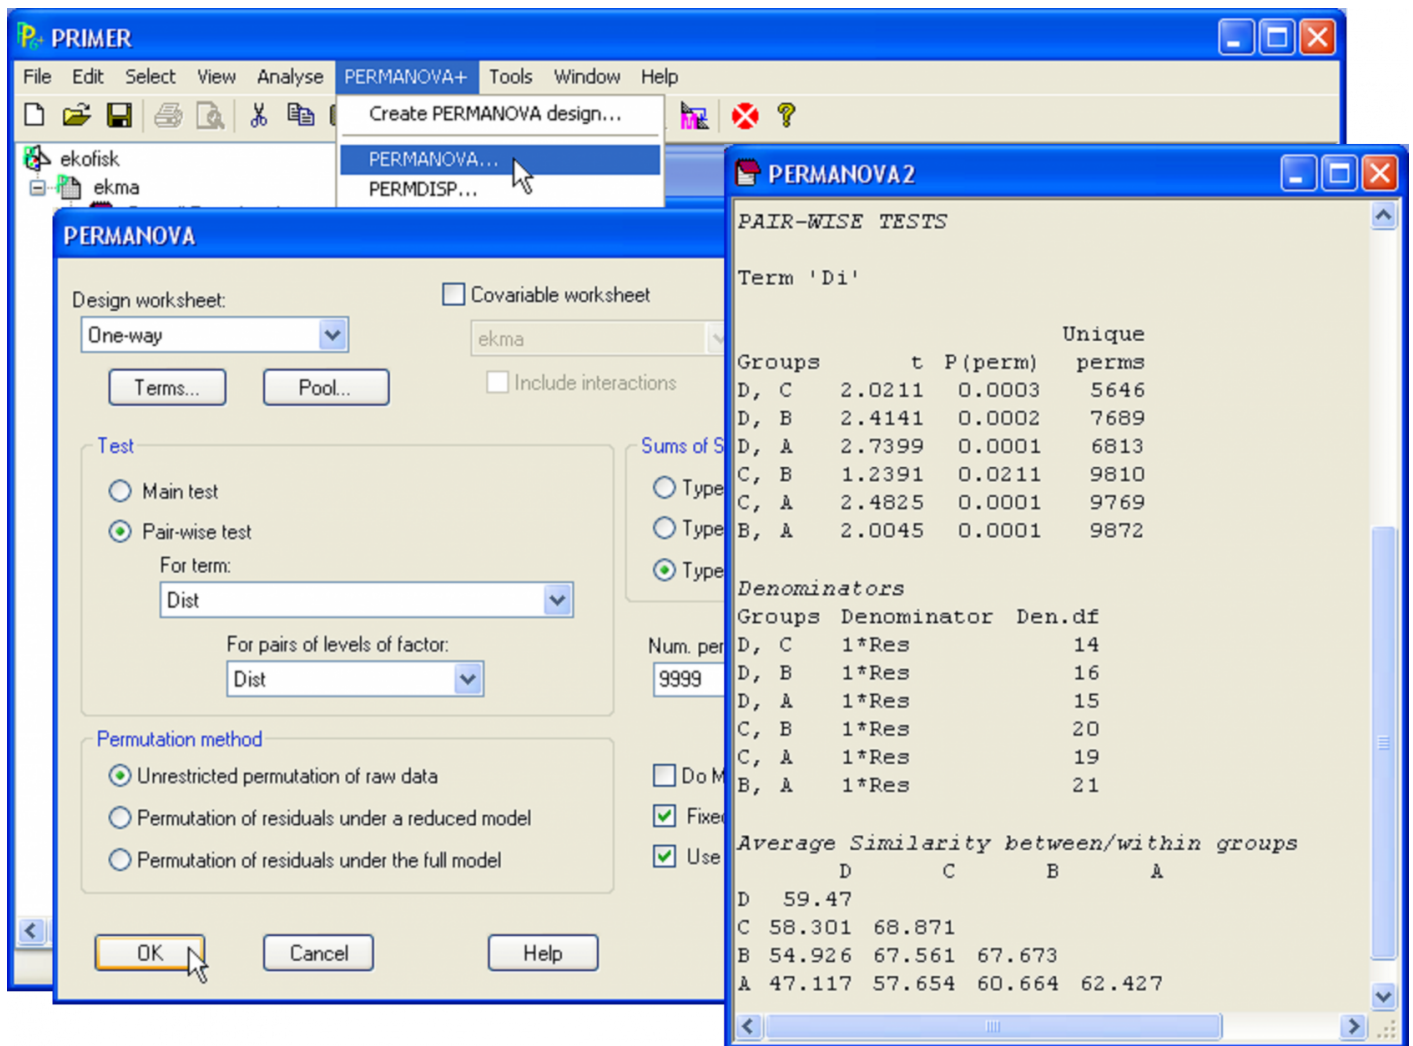 PRIMER
File Edit Select View Analyse PERMANOVA+ Tools Window Help
Create PERMANOVA design...
ekofisk
PERMANOVA...
ekma
PERMDISP...
PERMANOVA
Design worksheet:
Covariable worksheet
One-way
ekma
Terms...
Pool...
Include interactions
Test
Main test
Pair-wise test
For term:
Dist
For pairs of levels of factor:
Dist
Sums of S
Type
Type
Type
Num. per
9999
Permutation method
Unrestricted permutation of raw data
Permutation of residuals under a reduced model
Permutation of residuals under the full model
Do M
Fixed
Use
OK
Cancel
Help
PERMANOVA2
PAIR-WISE TESTS
Term 'Di'
Unique
Groups t P(perm) perms
D, C 2.0211 0.0003 5646
D, B 2.4141 0.0002 7689
D, A 2.7399 0.0001 6813
C, B 1.2391 0.0211 9810
C, A 2.4825 0.0001 9769
B, A 2.0045 0.0001 9872
Denominators
Groups Denominator Den.df
D, C 1*Res 14
D, B 1*Res 16
D, A 1*Res 15
C, B 1*Res 20
C, A 1*Res 19
B, A 1*Res 21
Average Similarity between/within groups
D C B A
D 59.47
C 58.301 68.871
B 54.926 67.561 67.673
A 47.117 57.654 60.664 62.427